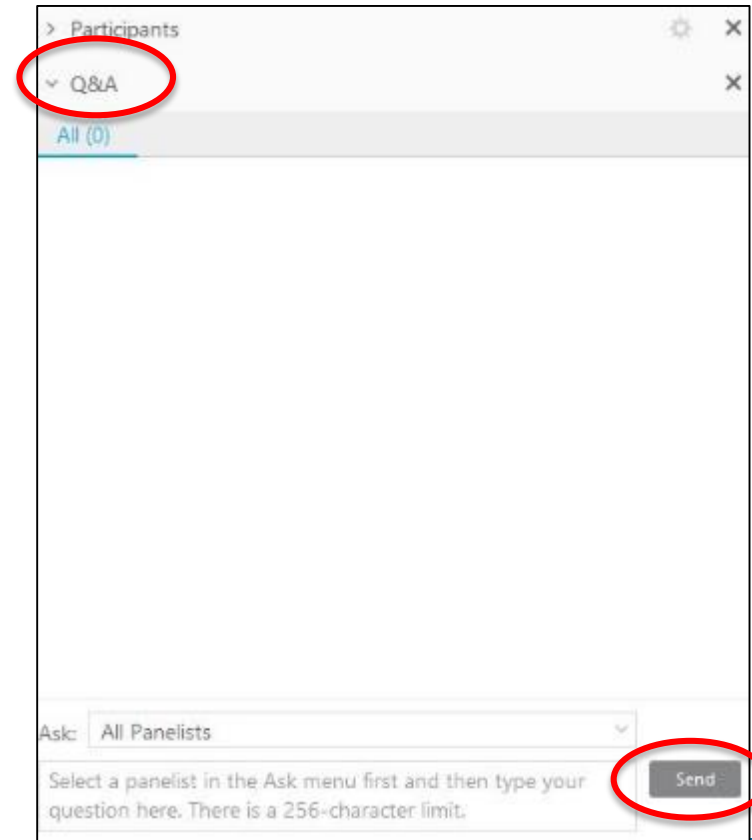 Participants
Q&A
All (0)
Ask: All Panelists
Select a panelist in the Ask menu first and then type your
question here. There is a 256-character limit.
Send